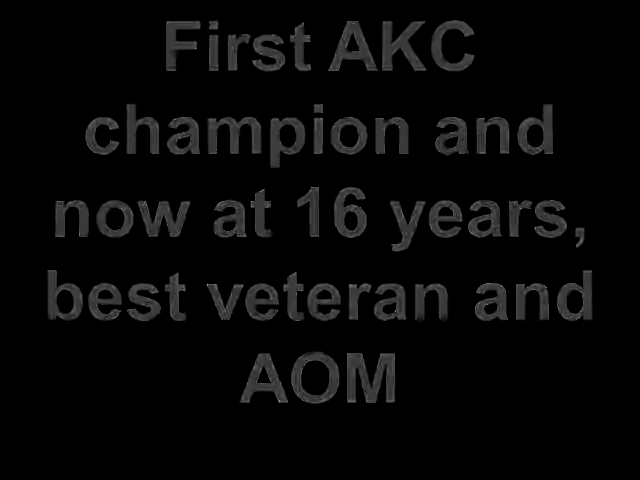 First AKC
champion and
now at 16 years,
best veteran and
AOM